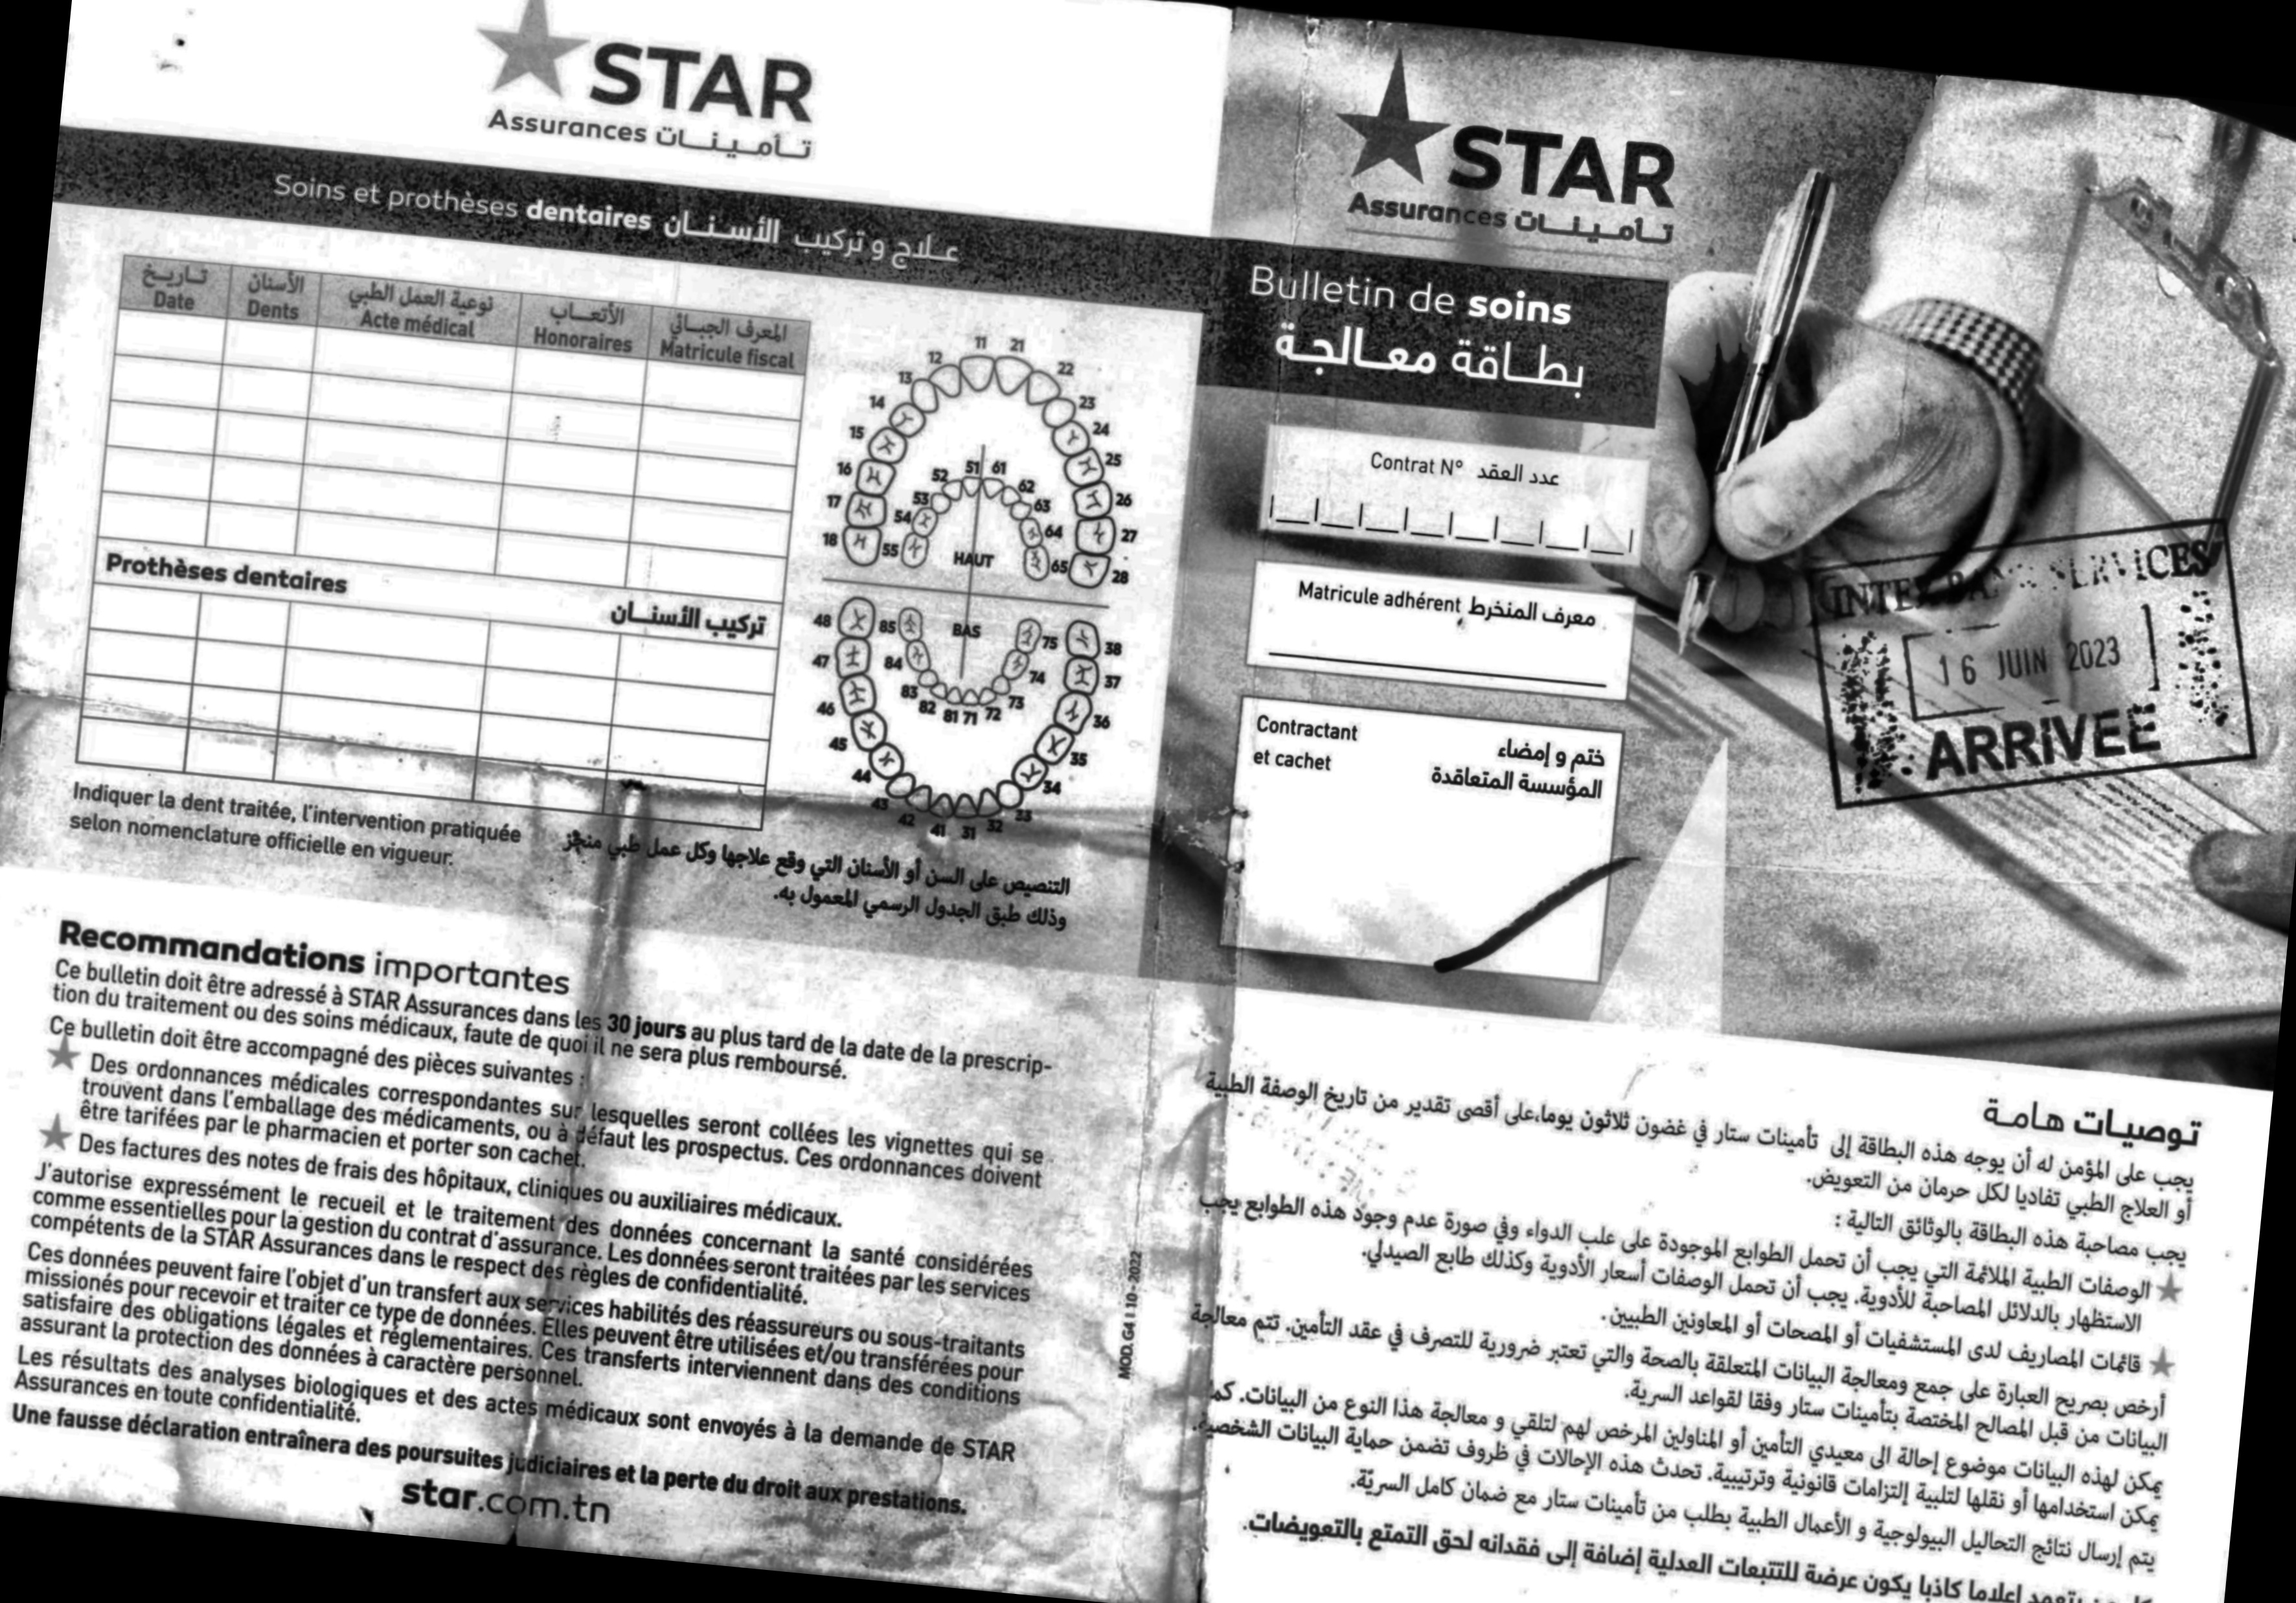 STAR
Assurances تـأمـيـنـات
Soins et prothèses dentaires عـلاج و تركيب الأسـنـان
تـاريـخ
Date
الأسنان
Dents
نوعية العمل الطبي
Acte médical
الأتعـاب
Honoraires
المعرف الجبـائي
Matricule fiscal
Prothèses dentaires
تركيب الأسنـان
11 21
12 22
13 23
14 24
15 25
16 26
17 27
18 28
51 61
52 62
53 63
54 64
55 65
HAUT
BAS
48 85 75 38
47 84 74 37
46 83 73 36
82 81 71 72
45 35
44 34
43 33
42 41 31 32
Indiquer la dent traitée, l'intervention pratiquée
selon nomenclature officielle en vigueur.
التنصيص على السن أو الأسنان التي وقع علاجها وكل عمل طبي منجز
وذلك طبق الجدول الرسمي المعمول به.
Recommandations importantes
Ce bulletin doit être adressé à STAR Assurances dans les 30 jours au plus tard de la date de la prescrip-
tion du traitement ou des soins médicaux, faute de quoi il ne sera plus remboursé.
Ce bulletin doit être accompagné des pièces suivantes :
Des ordonnances médicales correspondantes sur lesquelles seront collées les vignettes qui se
trouvent dans l'emballage des médicaments, ou à défaut les prospectus. Ces ordonnances doivent
être tarifées par le pharmacien et porter son cachet.
Des factures des notes de frais des hôpitaux, cliniques ou auxiliaires médicaux.
J'autorise expressément le recueil et le traitement des données concernant la santé considérées
comme essentielles pour la gestion du contrat d'assurance. Les données seront traitées par les services
compétents de la STAR Assurances dans le respect des règles de confidentialité.
Ces données peuvent faire l'objet d'un transfert aux services habilités des réassureurs ou sous-traitants
missionés pour recevoir et traiter ce type de données. Elles peuvent être utilisées et/ou transférées pour
satisfaire des obligations légales et réglementaires. Ces transferts interviennent dans des conditions
assurant la protection des données à caractère personnel.
Les résultats des analyses biologiques et des actes médicaux sont envoyés à la demande de STAR
Assurances en toute confidentialité.
Une fausse déclaration entraînera des poursuites judiciaires et la perte du droit aux prestations.
star.com.tn
MOD. G4 I 10-2022
STAR
Assurances تـأمـيـنـات
Bulletin de soins
بطـاقة معـالجـة
Contrat N° عدد العقد
Matricule adhérent معرف المنخرط
Contractant
et cachet
ختم و إمضاء
المؤسسة المتعاقدة
SERVICES
16 JUIN 2023
ARRIVEE
توصيـات هامـة
يجب على المؤمن له أن يوجه هذه البطاقة إلى تأمينات ستار في غضون ثلاثون يوما،على أقصى تقدير من تاريخ الوصفة الطبية
أو العلاج الطبي تفاديا لكل حرمان من التعويض.
يجب مصاحبة هذه البطاقة بالوثائق التالية :
الوصفات الطبية الملائمة التي يجب أن تحمل الطوابع الموجودة على علب الدواء وفي صورة عدم وجود هذه الطوابع يجب
الاستظهار بالدلائل المصاحبة للأدوية. يجب أن تحمل الوصفات أسعار الأدوية وكذلك طابع الصيدلي.
قائمات المصاريف لدى المستشفيات أو المصحات أو المعاونين الطبيين.
أرخص بصريح العبارة على جمع ومعالجة البيانات المتعلقة بالصحة والتي تعتبر ضرورية للتصرف في عقد التأمين. تتم معالجة
البيانات من قبل المصالح المختصة بتأمينات ستار وفقا لقواعد السرية.
يمكن لهذه البيانات موضوع إحالة الى معيدي التأمين أو المناولين المرخص لهم لتلقي و معالجة هذا النوع من البيانات. كما
يمكن استخدامها أو نقلها لتلبية إلتزامات قانونية وترتيبية. تحدث هذه الإحالات في ظروف تضمن حماية البيانات الشخصية.
يتم إرسال نتائج التحاليل البيولوجية و الأعمال الطبية بطلب من تأمينات ستار مع ضمان كامل السريّة.
يتعمد إعلاما كاذبا يكون عرضة للتتبعات العدلية إضافة إلى فقدانه لحق التمتع بالتعويضات.